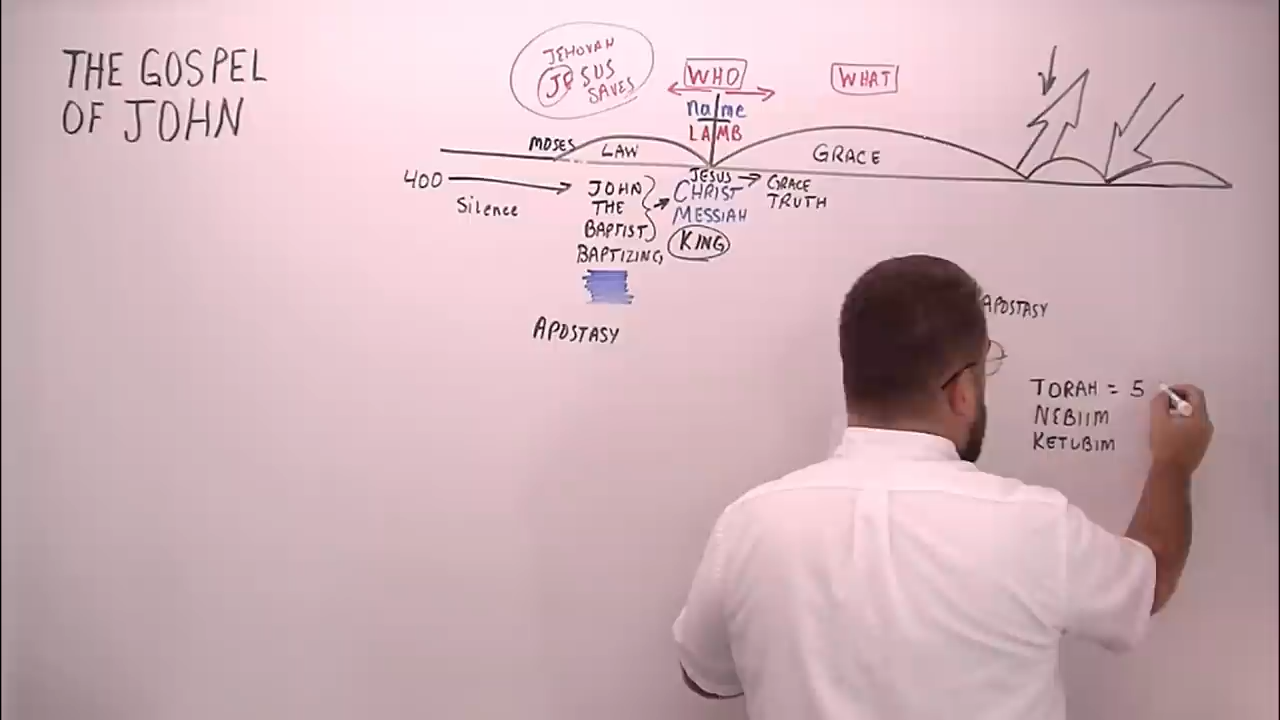 THE GOSPEL
OF JOHN
JEHOVAH
JESUS
SAVES
WHO
WHAT
name
LAMB
MOSES
LAW
GRACE
400
Silence
JOHN
THE
BAPTIST
BAPTIZING
JESUS
CHRIST
MESSIAH
KING
GRACE
TRUTH
APOSTASY
APOSTASY
TORAH = 5
NEBIIM
KETUBIM